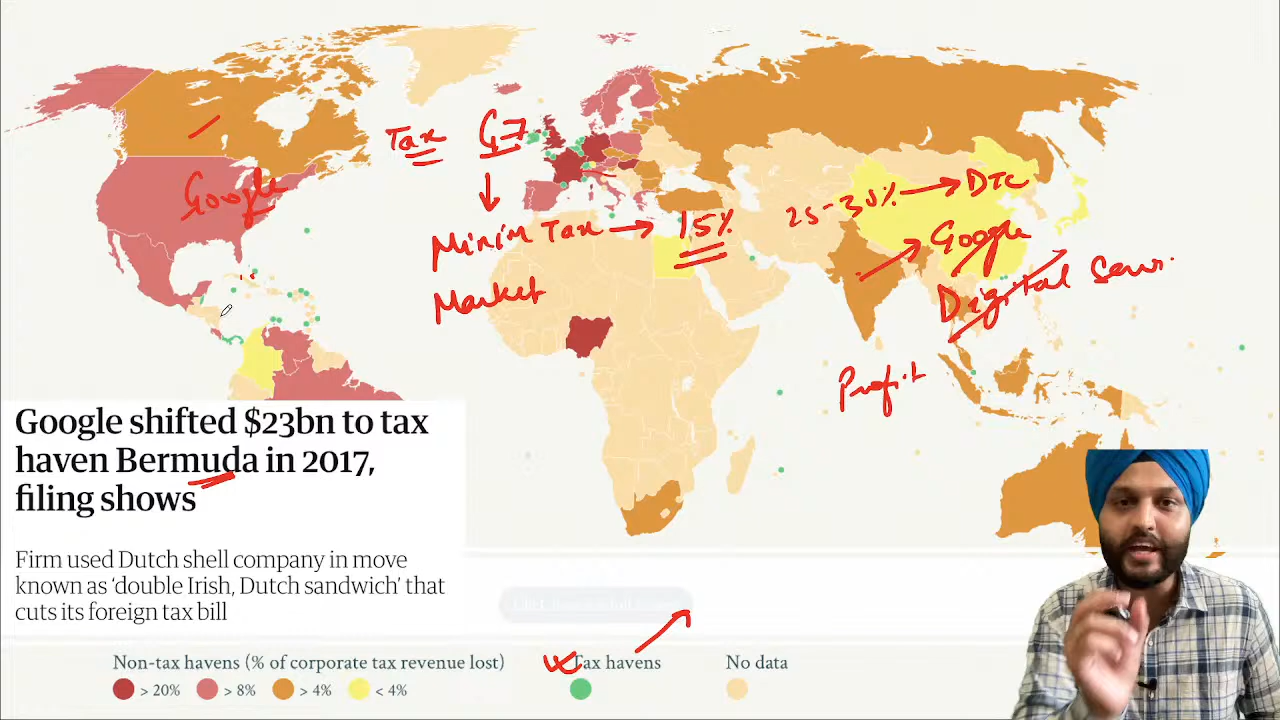 Tax G7
Minim Tax → 15%
Market
Google
25-30% → DTC
Google
Digital Serv.
Profit
Google shifted $23bn to tax
haven Bermuda in 2017,
filing shows
Firm used Dutch shell company in move
known as ‘double Irish, Dutch sandwich’ that
cuts its foreign tax bill
Non-tax havens (% of corporate tax revenue lost)
> 20% > 8% > 4% < 4%
Tax havens
No data